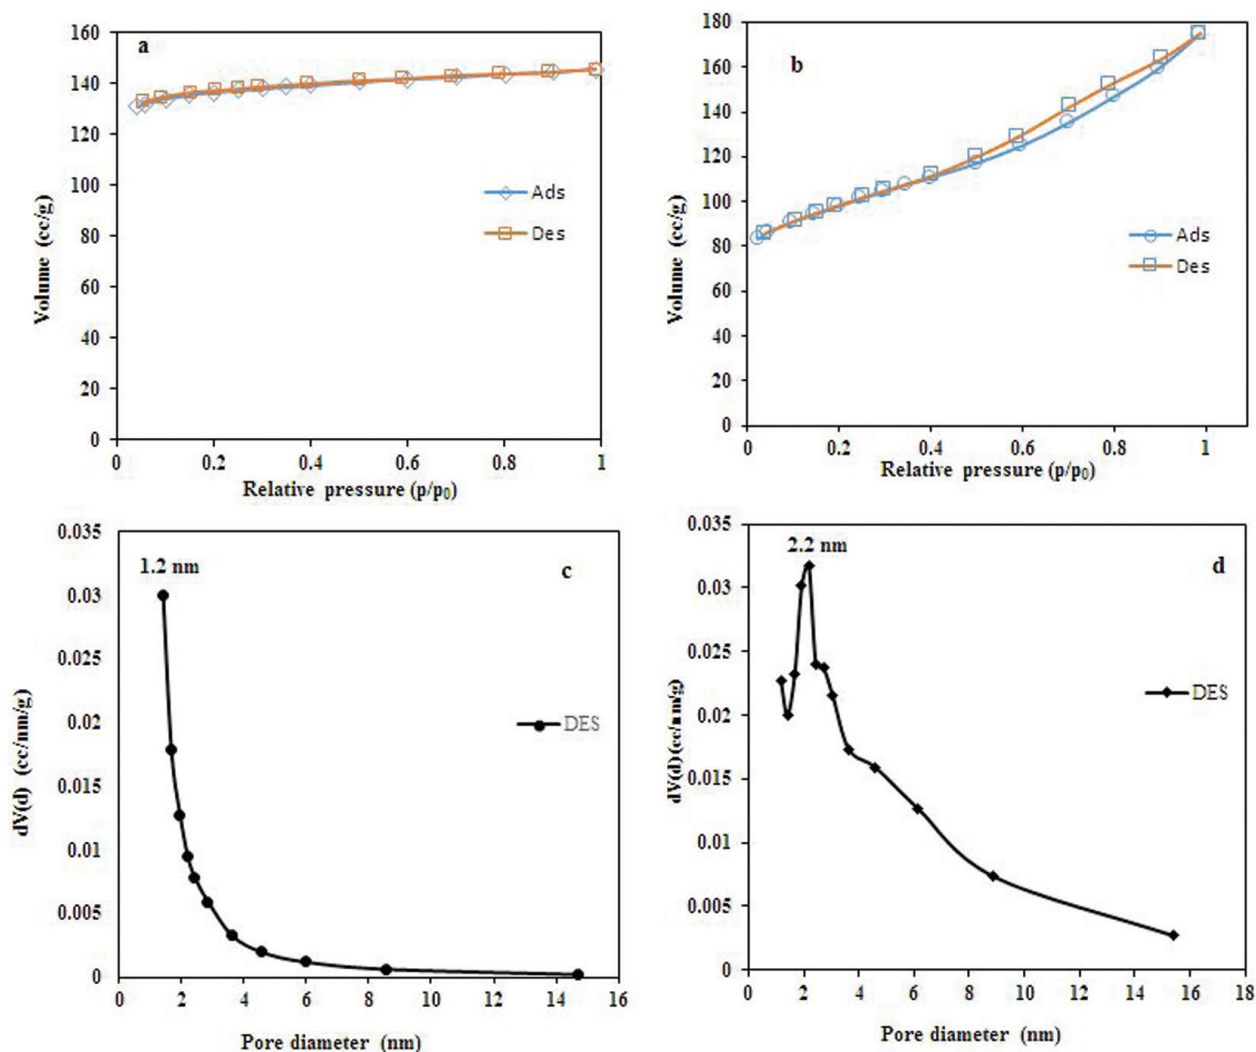 160
140
120
100
80
60
40
20
0
Volume (cc/g)
a
Ads
Des
0 0.2 0.4 0.6 0.8 1
Relative pressure (p/p0)
180
160
140
120
100
80
60
40
20
0
Volume (cc/g)
b
Ads
Des
0 0.2 0.4 0.6 0.8 1
Relative pressure (p/p0)
0.035
0.03
0.025
0.02
0.015
0.01
0.005
0
dV(d) (cc/nm/g)
1.2 nm
c
DES
0 2 4 6 8 10 12 14 16
Pore diameter (nm)
0.035
0.03
0.025
0.02
0.015
0.01
0.005
0
dV(d) (cc/nm/g)
2.2 nm
d
DES
0 2 4 6 8 10 12 14 16 18
Pore diameter (nm)